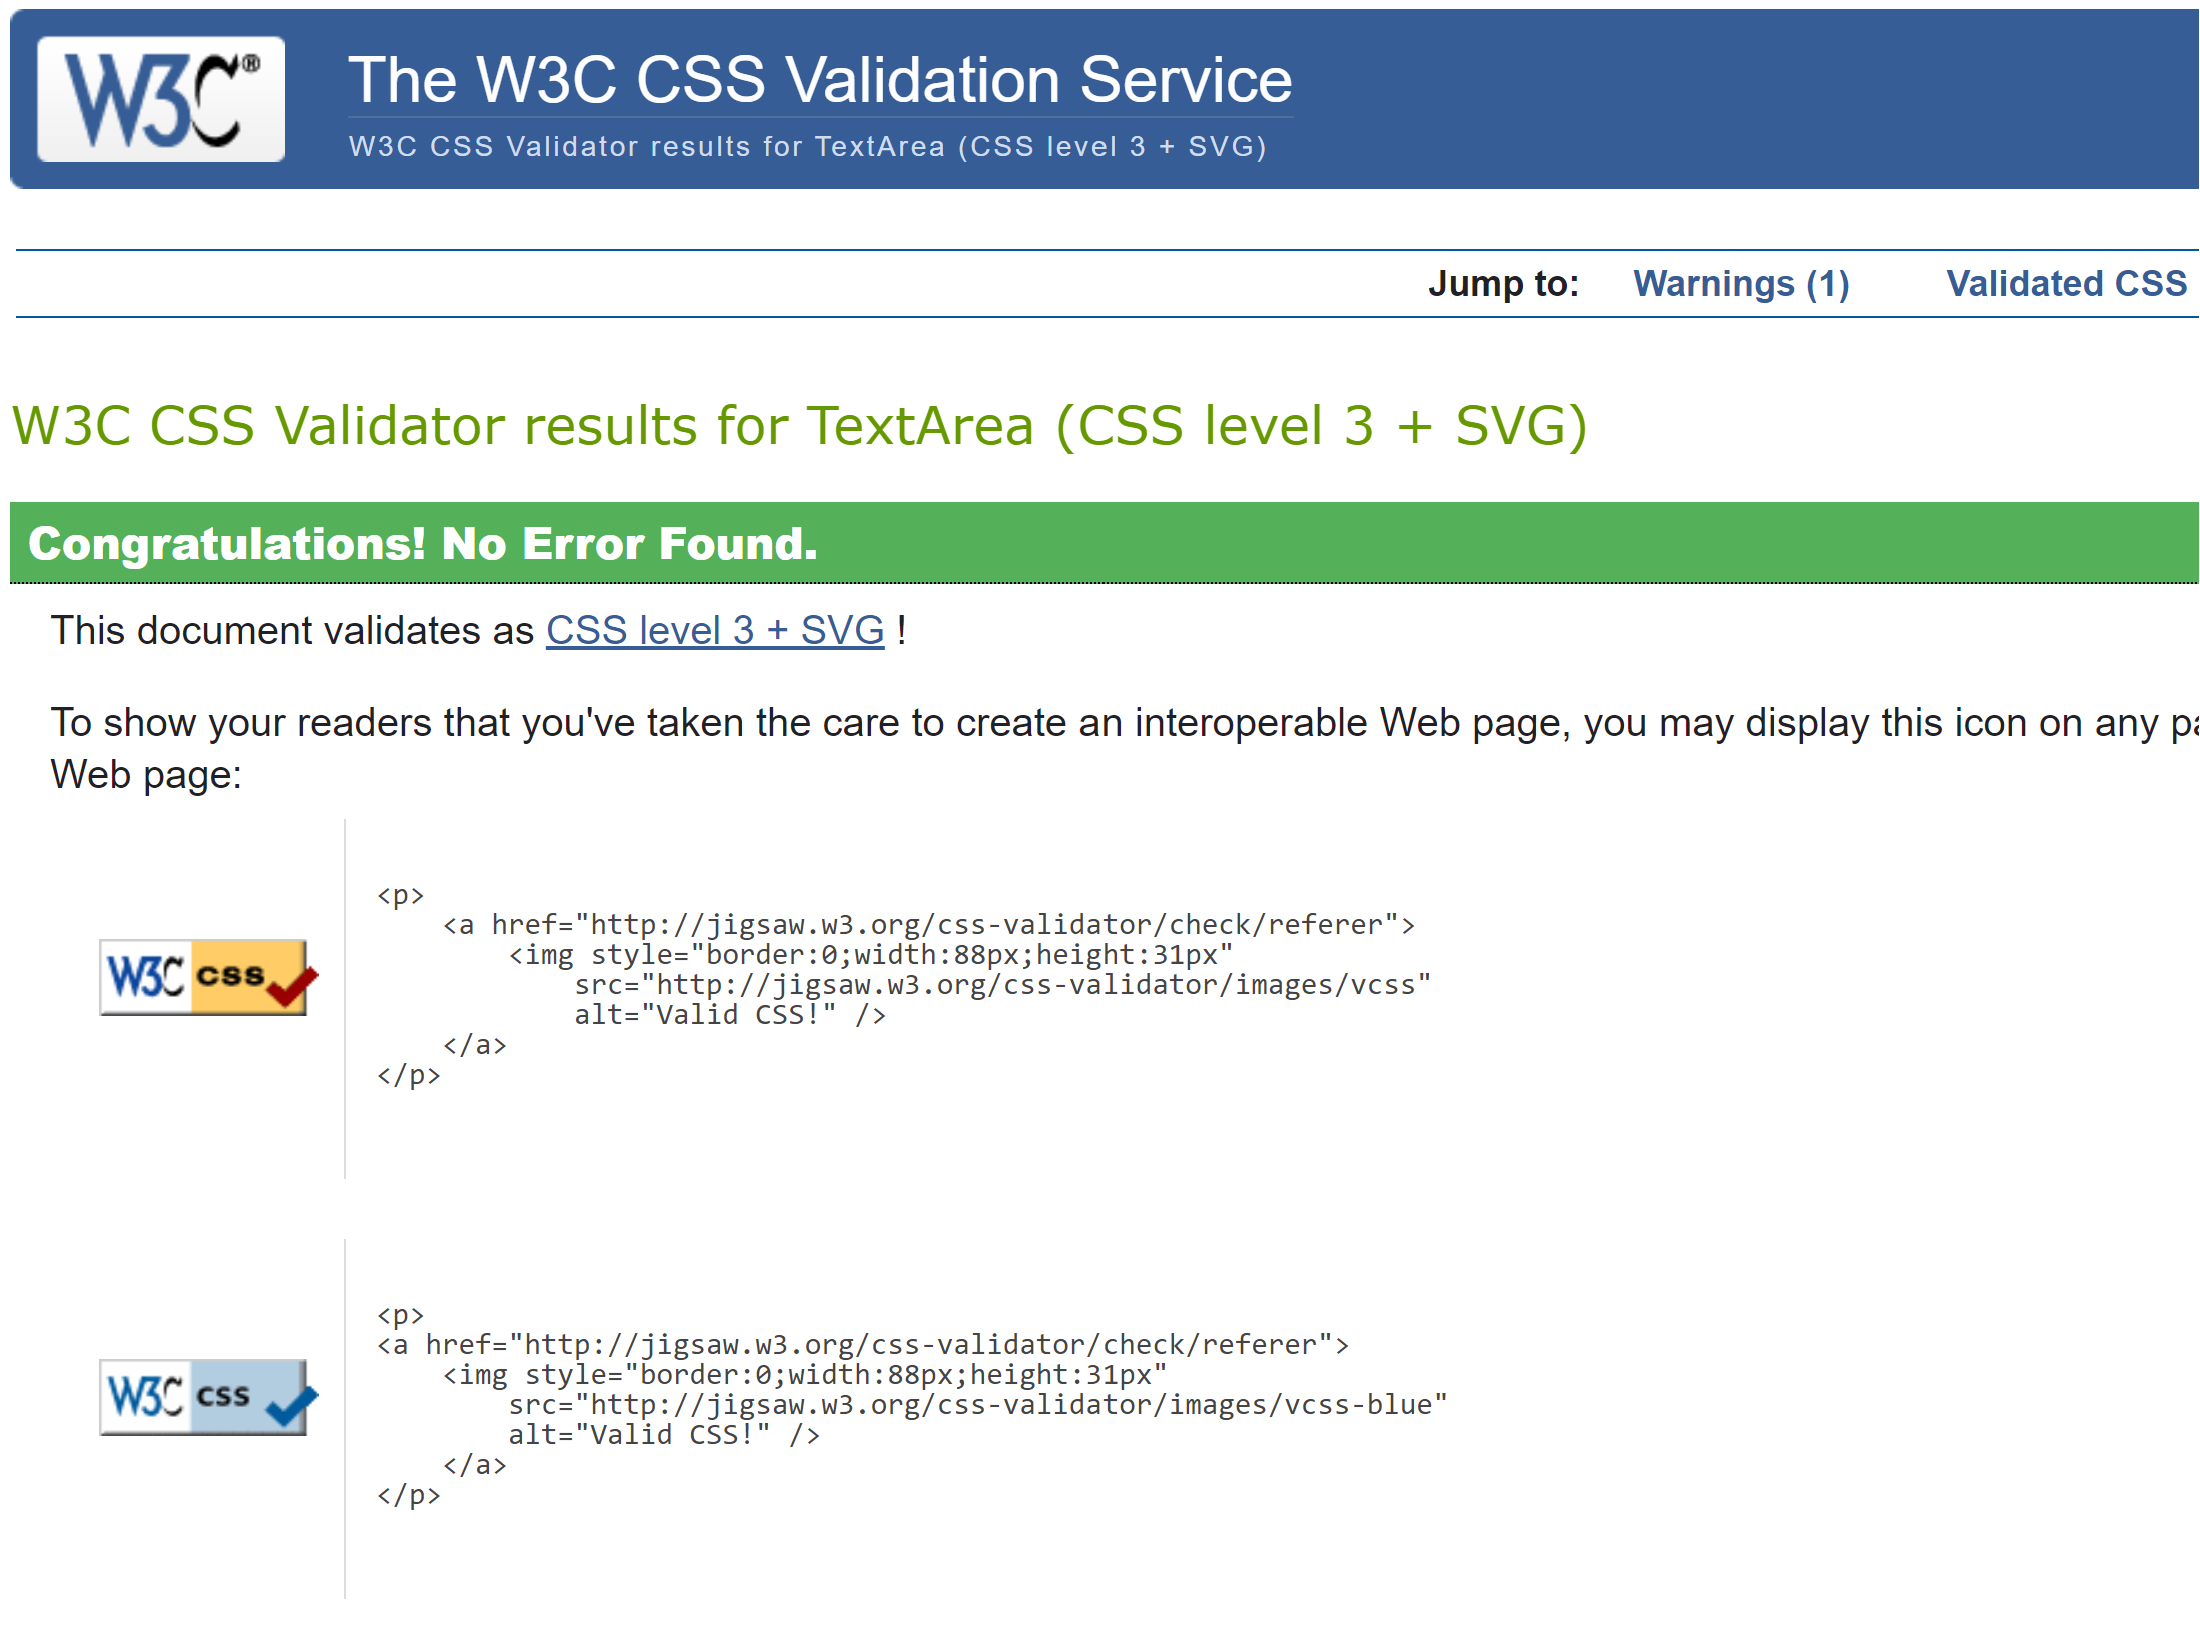 W3C®
The W3C CSS Validation Service
W3C CSS Validator results for TextArea (CSS level 3 + SVG)
Jump to: Warnings (1) Validated CSS
W3C CSS Validator results for TextArea (CSS level 3 + SVG)
Congratulations! No Error Found.
This document validates as CSS level 3 + SVG !
To show your readers that you've taken the care to create an interoperable Web page, you may display this icon on any
Web page:
W3C css
<p>
    <a href="http://jigsaw.w3.org/css-validator/check/referer">
        <img style="border:0;width:88px;height:31px"
            src="http://jigsaw.w3.org/css-validator/images/vcss"
            alt="Valid CSS!" />
    </a>
</p>
W3C css
<p>
<a href="http://jigsaw.w3.org/css-validator/check/referer">
    <img style="border:0;width:88px;height:31px"
        src="http://jigsaw.w3.org/css-validator/images/vcss-blue"
        alt="Valid CSS!" />
    </a>
</p>